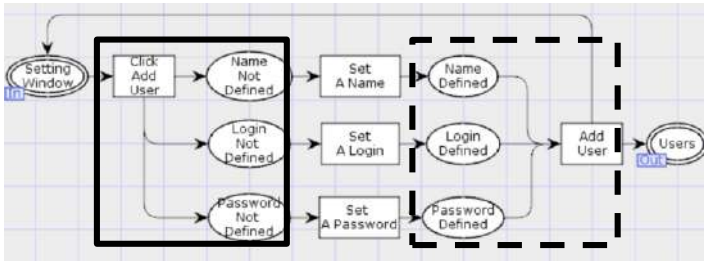 Setting
Window
In
Click
Add
User
Name
Not
Defined
Set
A Name
Name
Defined
Login
Not
Defined
Set
A Login
Login
Defined
Add
User
Users
Out
Password
Not
Defined
Set
A Password
Password
Defined